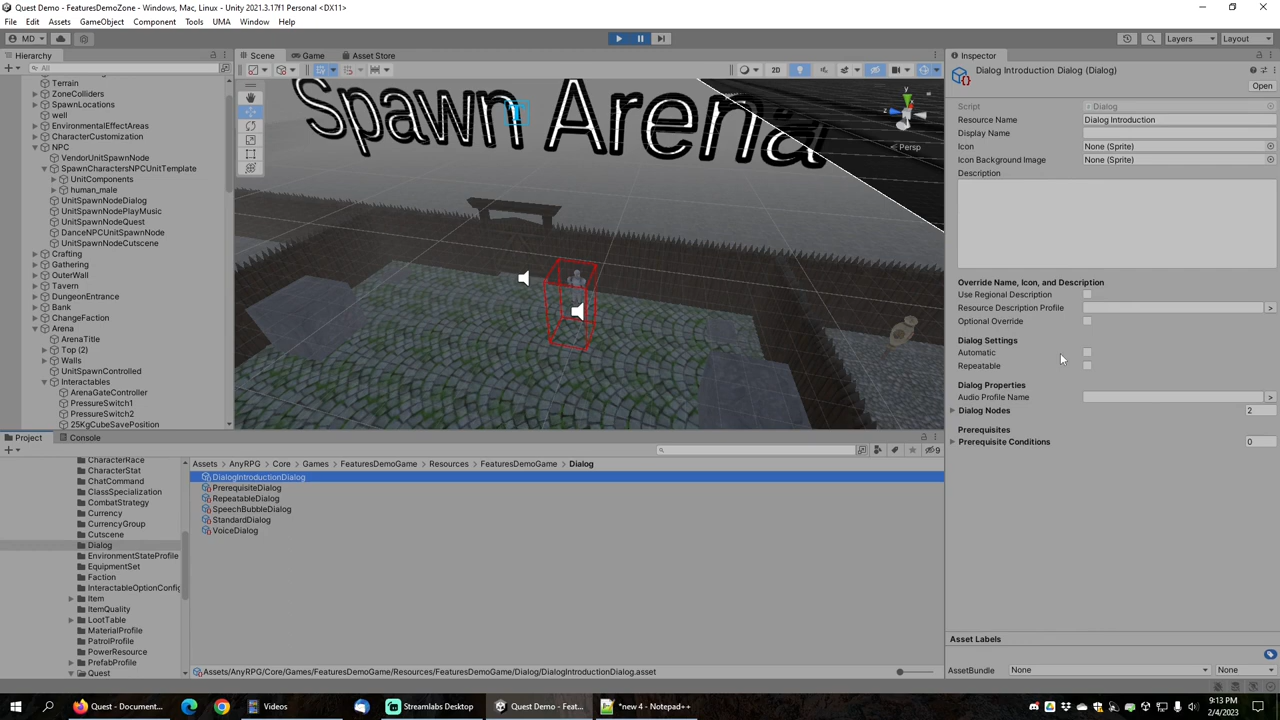 Quest Demo - FeaturesDemoZone - Windows, Mac, Linux - Unity 2021.3.17f1 Personal <DX11>
File Edit Assets GameObject Component Tools UMA Window Help
MD Layers Layout
Hierarchy
All
Terrain
ZoneColliders
SpawnLocations
well
EnvironmentalEffectAreas
CharacterCustomization
NPC
VendorUnitSpawnNode
SpawnCharactersNPCUnitTemplate
UnitComponents
human_male
UnitSpawnNodeDialog
UnitSpawnNodePlayMusic
UnitSpawnNodeQuest
DanceNPCUnitSpawnNode
UnitSpawnNodeCutscene
Crafting
Gathering
OuterWall
Tavern
DungeonEntrance
Bank
ChangeFaction
Arena
ArenaTitle
Top (2)
Walls
UnitSpawnControlled
Interactables
ArenaGateController
PressureSwitch1
PressureSwitch2
25KgCubeSavePosition
Scene Game Asset Store
2D
Spawn Arena
y
Persp
Inspector
Dialog Introduction Dialog (Dialog)
Open
Script Dialog
Resource Name Dialog Introduction
Display Name
Icon None (Sprite)
Icon Background Image None (Sprite)
Description
Override Name, Icon, and Description
Use Regional Description
Resource Description Profile >
Optional Override
Dialog Settings
Automatic
Repeatable
Dialog Properties
Audio Profile Name >
Dialog Nodes 2
Prerequisites
Prerequisite Conditions 0
Asset Labels
AssetBundle None None
Project Console
9
CharacterRace
CharacterStat
ChatCommand
ClassSpecialization
CombatStrategy
Currency
CurrencyGroup
Cutscene
Dialog
EnvironmentStateProfile
EquipmentSet
Faction
InteractableOptionConfig
Item
ItemQuality
LootTable
MaterialProfile
PatrolProfile
PowerResource
PrefabProfile
Quest
Assets > AnyRPG > Core > Games > FeaturesDemoGame > Resources > FeaturesDemoGame > Dialog
DialogIntroductionDialog
PrerequisiteDialog
RepeatableDialog
SpeechBubbleDialog
StandardDialog
VoiceDialog
Assets/AnyRPG/Core/Games/FeaturesDemoGame/Resources/FeaturesDemoGame/Dialog/DialogIntroductionDialog.asset
Quest - Document... Videos Streamlabs Desktop Quest Demo - Feat... *new 4 - Notepad++
9:13 PM
2/4/2023